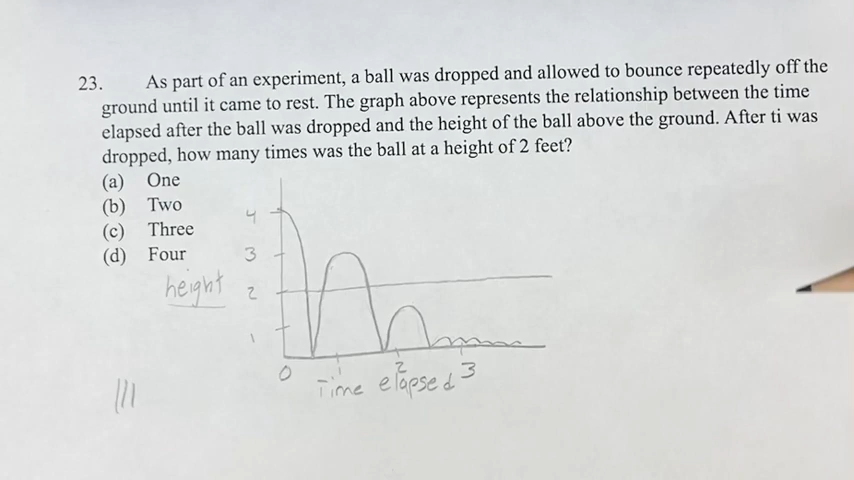 23. As part of an experiment, a ball was dropped and allowed to bounce repeatedly off the
ground until it came to rest. The graph above represents the relationship between the time
elapsed after the ball was dropped and the height of the ball above the ground. After ti was
dropped, how many times was the ball at a height of 2 feet?
(a) One
(b) Two
(c) Three
(d) Four
4
3
height 2
1
0 1 2 3
Time elapsed